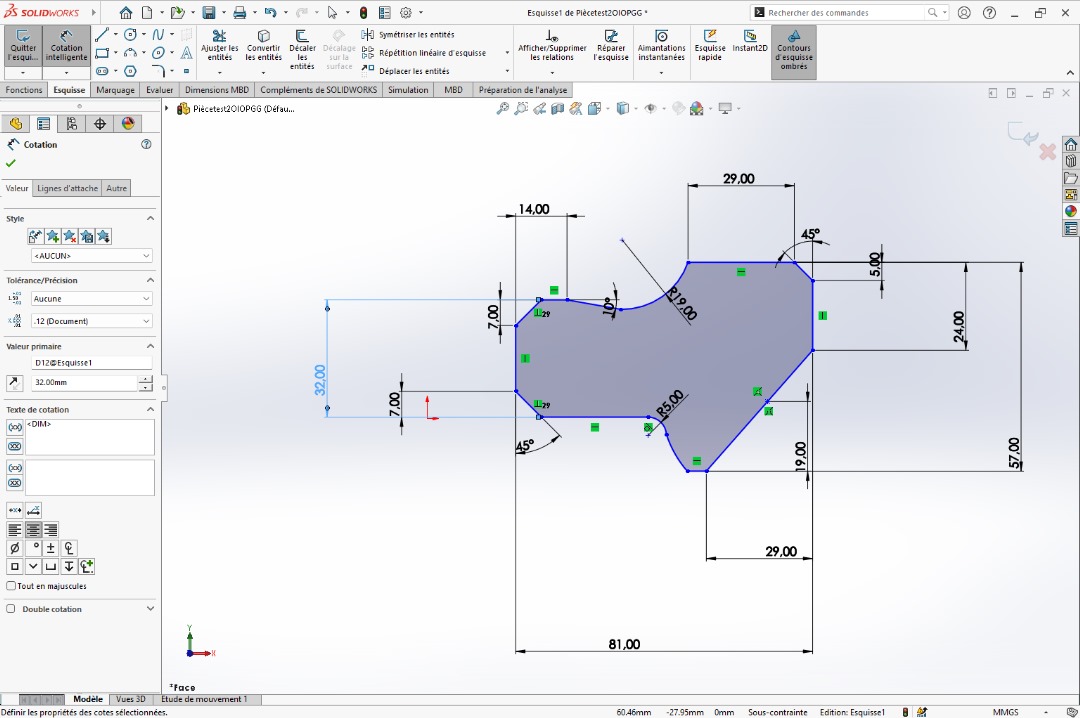 SOLIDWORKS
Esquisse1 de Piècetest2OIOPGG *
Rechercher des commandes
Quitter l'esqui...
Cotation intelligente
Ajuster les entités
Convertir les entités
Décaler les entités
Décalage sur la surface
Symétriser les entités
Répétition linéaire d'esquisse
Déplacer les entités
Afficher/Supprimer les relations
Réparer l'esquisse
Aimantations instantanées
Esquisse rapide
Instant2D
Contours d'esquisse ombrés
Fonctions Esquisse Marquage Evaluer Dimensions MBD Compléments de SOLIDWORKS Simulation MBD Préparation de l'analyse
Piècetest2OIOPGG (Défau...
Cotation
Valeur Lignes d'attache Autre
Style
<AUCUN>
Tolérance/Précision
Aucune
.12 (Document)
Valeur primaire
D12@Esquisse1
32.00mm
Texte de cotation
<DIM>
Tout en majuscules
Double cotation
29,00
14,00
45°
5,00
R19,00
10°
7,00
29
24,00
32,00
7,00
29
R5,00
45°
19,00
57,00
29,00
81,00
Y
X
*Face
Modèle Vues 3D Etude de mouvement 1
Définir les propriétés des cotes sélectionnées.
60.46mm -27.95mm 0mm Sous-contrainte Edition: Esquisse1 MMGS